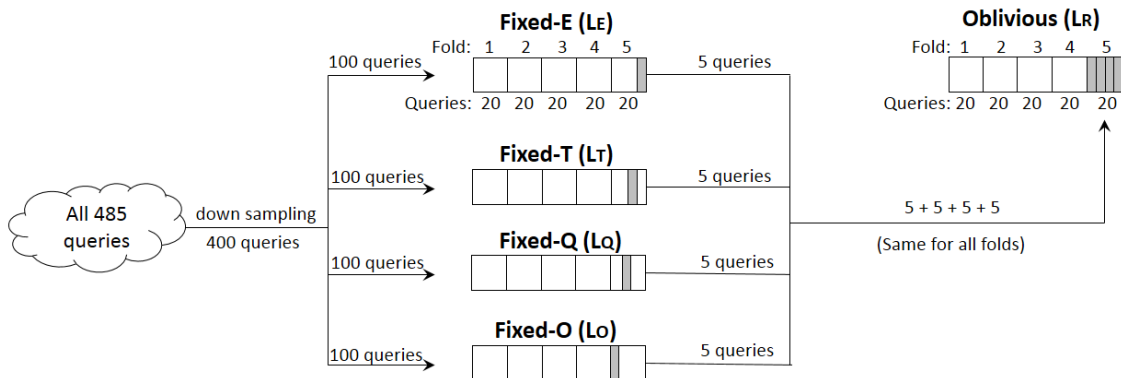 Fixed-E (LE)
Fold: 1 2 3 4 5
Queries: 20 20 20 20 20
100 queries
5 queries
Oblivious (LR)
Fold: 1 2 3 4 5
Queries: 20 20 20 20 20
Fixed-T (LT)
100 queries
5 queries
All 485
queries
down sampling
400 queries
5 + 5 + 5 + 5
(Same for all folds)
Fixed-Q (LQ)
100 queries
5 queries
Fixed-O (LO)
100 queries
5 queries